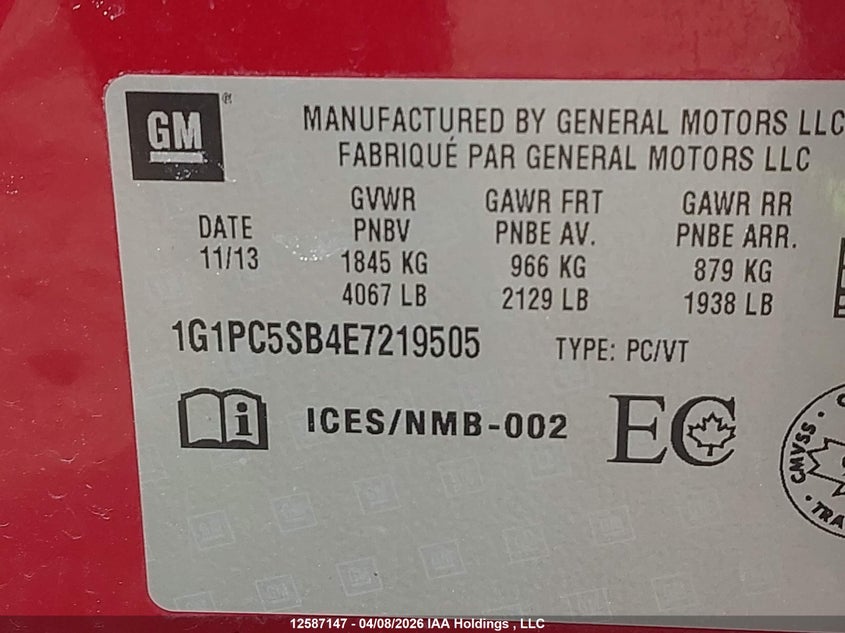 GM ®
MANUFACTURED BY GENERAL MOTORS LLC
FABRIQUÉ PAR GENERAL MOTORS LLC
DATE
11/13
GVWR
PNBV
1845 KG
4067 LB
GAWR FRT
PNBE AV.
966 KG
2129 LB
GAWR RR
PNBE ARR.
879 KG
1938 LB
1G1PC5SB4E7219505
TYPE: PC/VT
i
ICES/NMB-002
EC
CMVSS
TRA
12587147 - 04/08/2026 IAA Holdings , LLC